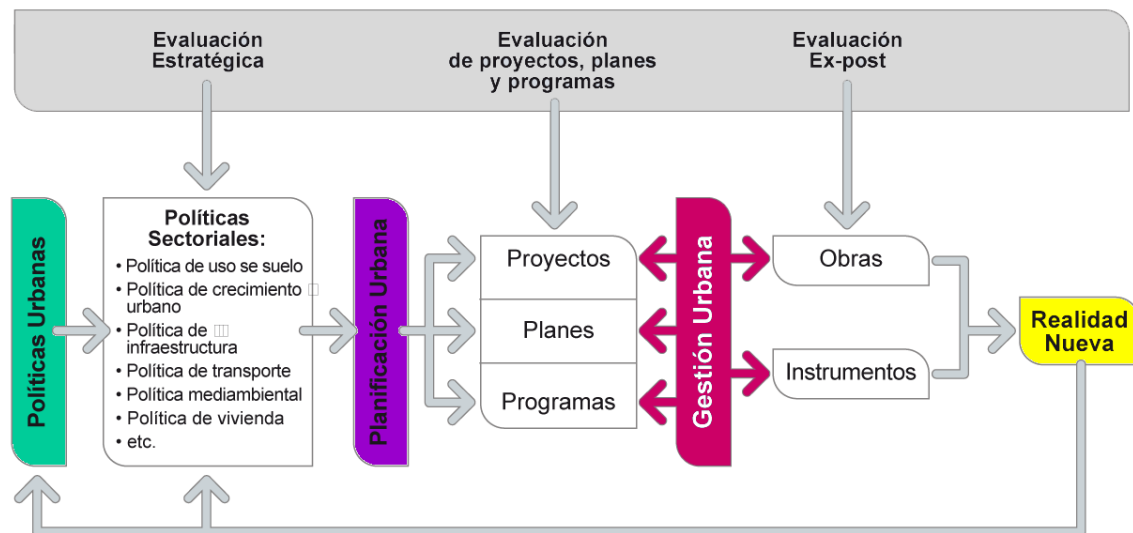 Evaluación
Estratégica
Evaluación
de proyectos, planes
y programas
Evaluación
Ex-post
Políticas Urbanas
Políticas
Sectoriales:
• Política de uso se suelo
• Política de crecimiento
urbano
• Política de
infraestructura
• Política de transporte
• Política mediambiental
• Política de vivienda
• etc.
Planificación Urbana
Proyectos
Planes
Programas
Gestión Urbana
Obras
Instrumentos
Realidad
Nueva